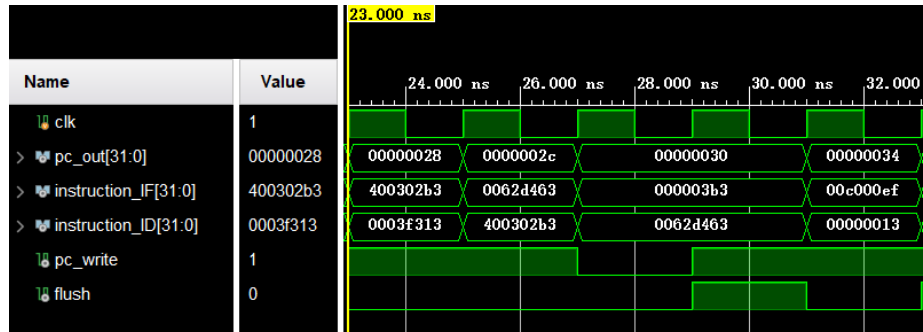 23.000 ns
Name Value
24.000 ns 26.000 ns 28.000 ns 30.000 ns 32.000
clk 1
pc_out[31:0] 00000028 00000028 0000002c 00000030 00000034
instruction_IF[31:0] 400302b3 400302b3 0062d463 000003b3 00c000ef
instruction_ID[31:0] 0003f313 0003f313 400302b3 0062d463 00000013
pc_write 1
flush 0